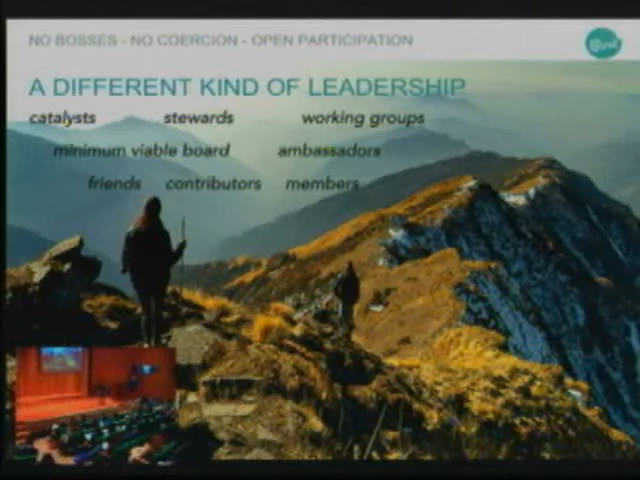 NO BOSSES - NO COERCION - OPEN PARTICIPATION
A DIFFERENT KIND OF LEADERSHIP
catalysts stewards working groups
minimum viable board ambassadors
friends contributors members